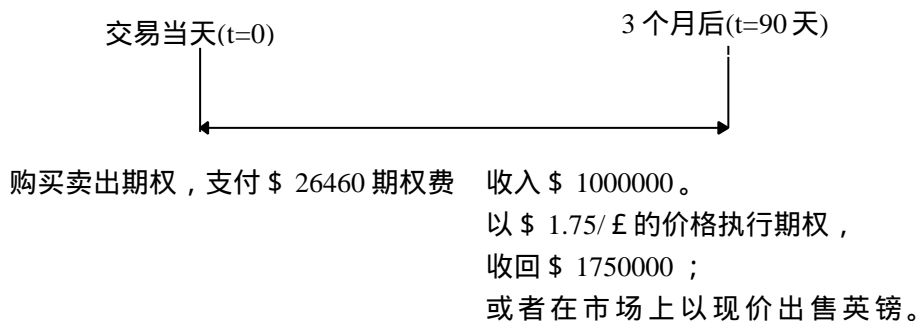 交易当天(t=0)
3 个月后(t=90 天)
购买卖出期权，支付＄ 26460 期权费
收入＄ 1000000。
以＄ 1.75/￡的价格执行期权，
收回＄ 1750000 ；
或者在市场上以现价出售英镑。